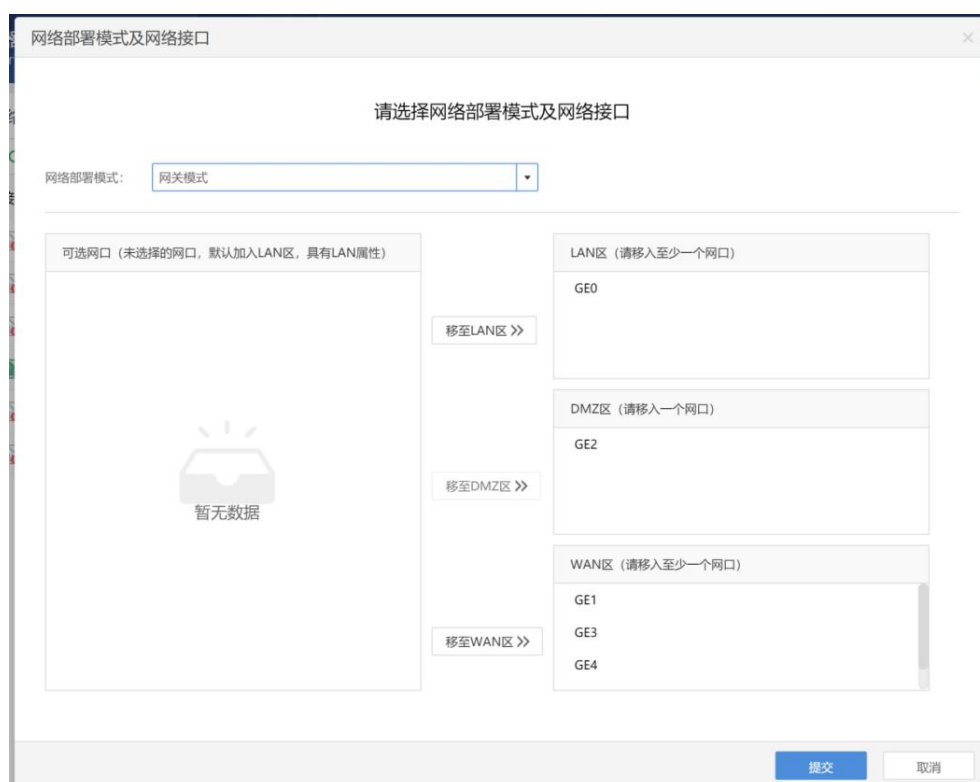 网络部署模式及网络接口
请选择网络部署模式及网络接口
网络部署模式： 网关模式
可选网口（未选择的网口，默认加入LAN区，具有LAN属性）
暂无数据
移至LAN区
移至DMZ区
移至WAN区
LAN区（请移入至少一个网口）
GE0
DMZ区（请移入一个网口）
GE2
WAN区（请移入至少一个网口）
GE1
GE3
GE4
提交 取消